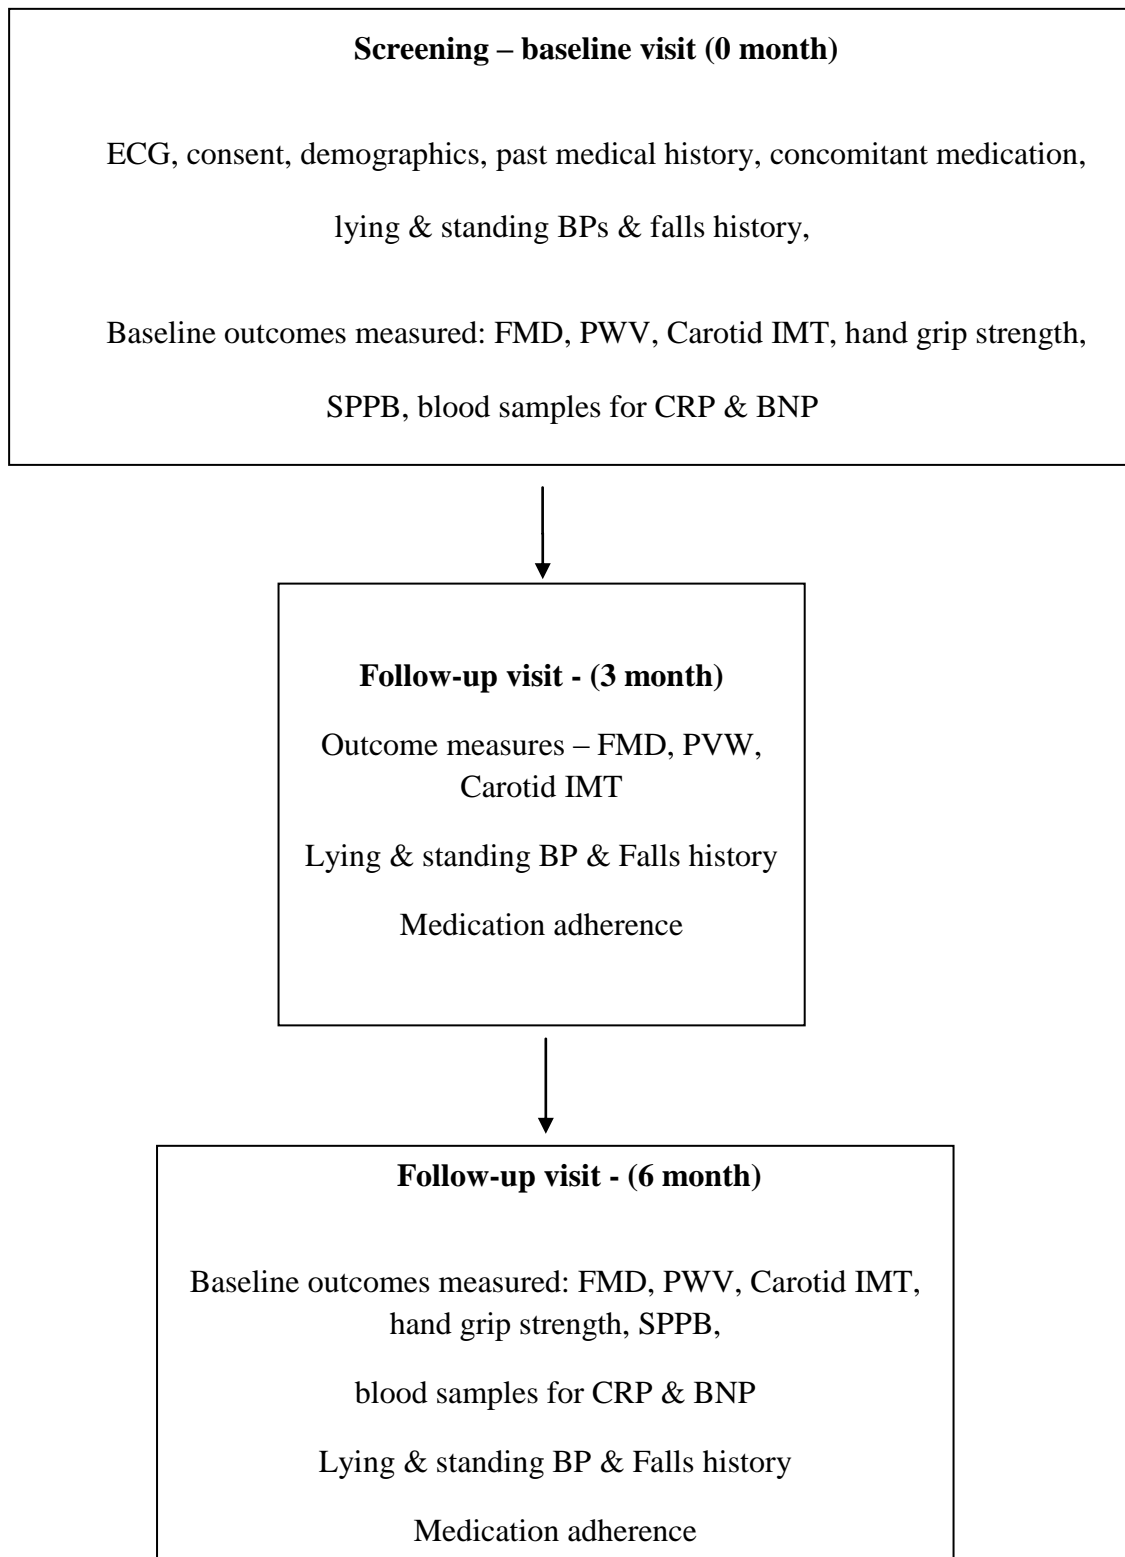 Screening – baseline visit (0 month)
ECG, consent, demographics, past medical history, concomitant medication,
lying & standing BPs & falls history,
Baseline outcomes measured: FMD, PWV, Carotid IMT, hand grip strength,
SPPB, blood samples for CRP & BNP
Follow-up visit - (3 month)
Outcome measures – FMD, PVW,
Carotid IMT
Lying & standing BP & Falls history
Medication adherence
Follow-up visit - (6 month)
Baseline outcomes measured: FMD, PWV, Carotid IMT,
hand grip strength, SPPB,
blood samples for CRP & BNP
Lying & standing BP & Falls history
Medication adherence